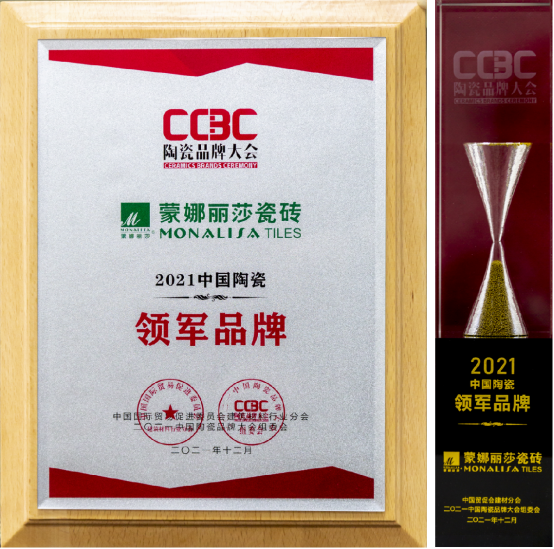 CCBC
陶瓷品牌大会
CERAMICS BRANDS CEREMONY
M
MONALISA
蒙娜丽莎
蒙娜丽莎瓷砖
MONALISA TILES
2021中国陶瓷
领军品牌
中国国际贸易促进委员会建筑材料行业分会
二〇二一中国陶瓷品牌大会组委会
二〇二一年十二月
CCBC
陶瓷品牌大会
CERAMICS BRANDS CEREMONY
2021
中国陶瓷
领军品牌
蒙娜丽莎瓷砖
MONALISA TILES
中国贸促会建材分会
二〇二一中国陶瓷品牌大会组委会
二〇二一年十二月